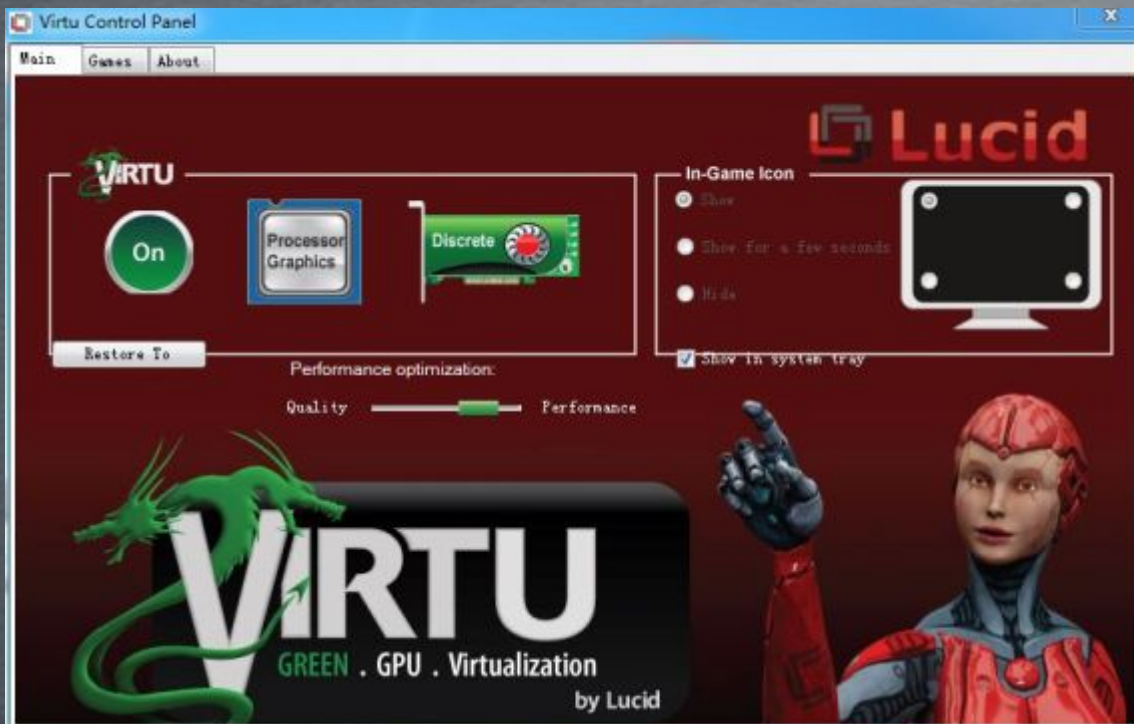 Virtu Control Panel
Main Games About
Lucid
VIRTU
In-Game Icon
On
Processor
Graphics
Discrete
Show
Show for a few seconds
Hide
Restore To
Show in system tray
Performance optimization:
Quality Performance
VIRTU
GREEN . GPU . Virtualization
by Lucid